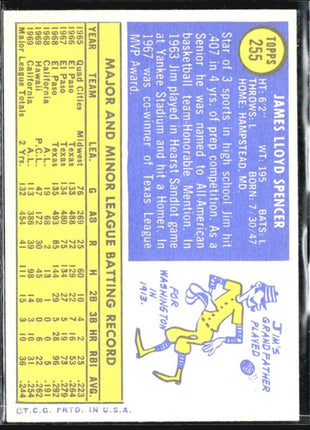 TOPPS
255
JAMES LLOYD SPENCER
HT: 6'2" WT: 195 BATS: L
THROWS: L BORN: 7/30/47
HOME: HAMPSTEAD, MD.
Star of 3 sports in high school Jim hit
.407 in 4 yrs. of prep competition. As a
Senior he was named to All-American
team-Honorable Mention. In
1963 Jim played in Hearst Sandlot game
at Yankee Stadium and hit a Homer. In
1967 was co-winner of Texas League
MVP Award
JIM'S
GRANDFATHER
PLAYED
FOR
WASHINGTON
IN
1913.
MAJOR AND MINOR LEAGUE BATTING RECORD
YEAR TEAM LEA. G AB R H 2B 3B HR RBI AVG.
1965 Quad Cities Midwest 76 269
1966 El Paso Texas
1967 El Paso Texas
1968 El Paso Texas
1968 California A.L.
1969 Hawaii P.C.L.
1969 California A.L.
Major League Totals 2 Yrs. 132 454 .244
©T.C.G. PRTD. IN U.S.A.